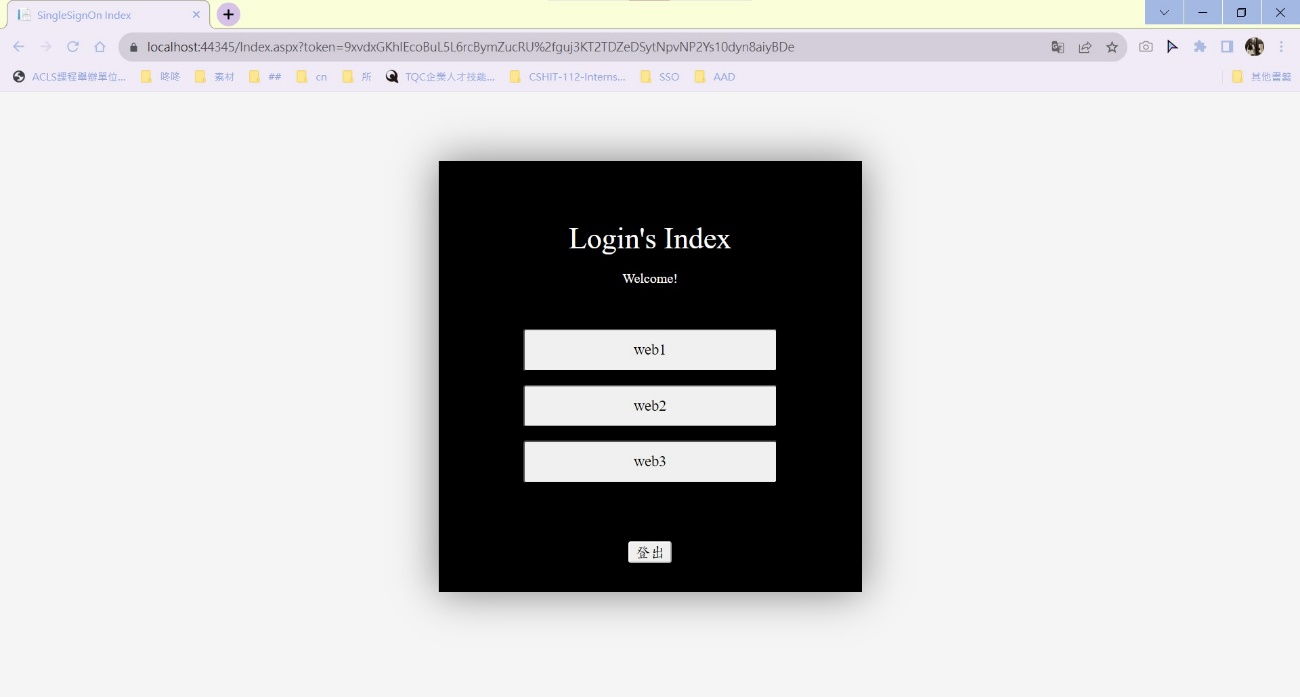 SingleSignOn Index
localhost:44345/Index.aspx?token=9xvdxGKhlEcoBuL5L6rcBymZucRU%2fguj3KT2TDZeDSytNpvNP2Ys10dyn8aiyBDe
ACLS課程舉辦單位... 咚咚 素材 ## cn 所 TQC企業人才技能... CSHIT-112-Interns... SSO AAD 其他書籤
Login's Index
Welcome!
web1
web2
web3
登出